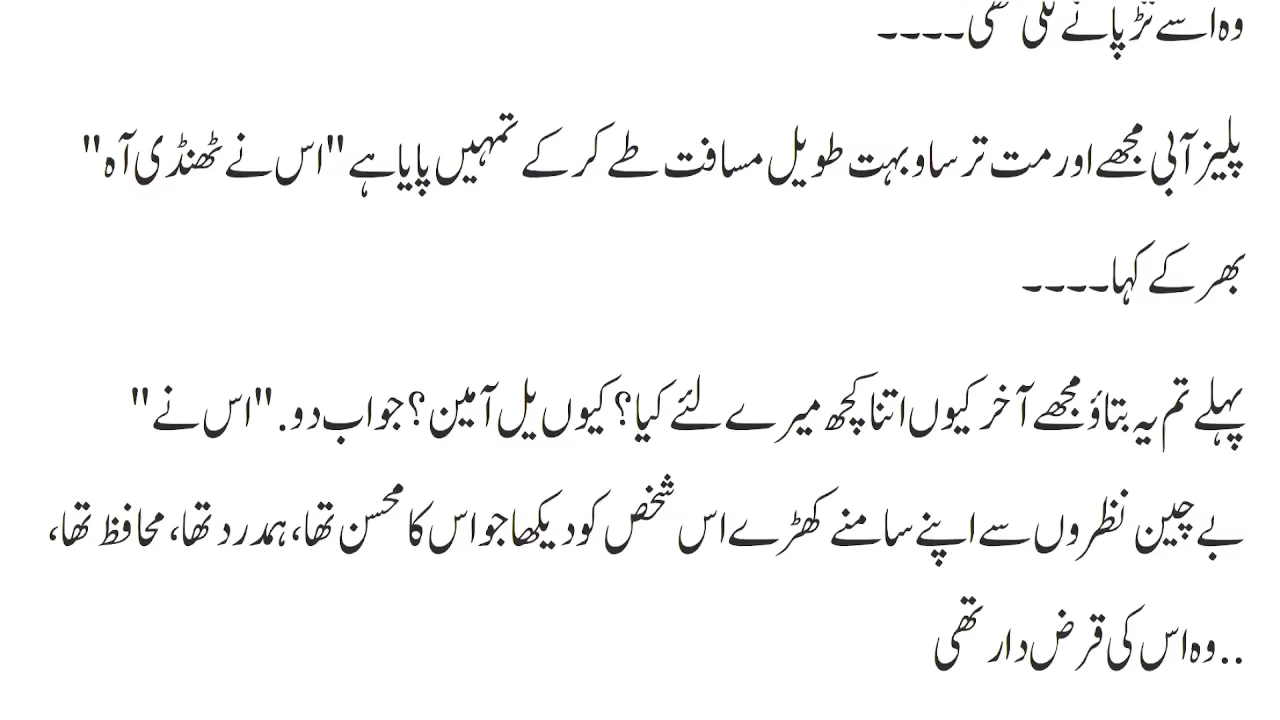 وہ اسے تڑپانے لگی تھی۔۔۔۔
پلیز آبی مجھے اور مت ترساو بہت طویل مسافت طے کر کے تمہیں پایا ہے "اس نے ٹھنڈی آہ"
بھر کے کہا۔۔۔۔
پہلے تم یہ بتاؤ مجھے آخر کیوں اتنا کچھ میرے لئے کیا؟ کیوں یل آمین؟ جواب دو. "اس نے"
بے چین نظروں سے اپنے سامنے کھڑے اس شخص کو دیکھا جو اس کا محسن تھا، ہمدرد تھا، محافظ تھا،
..وہ اس کی قرض دار تھی